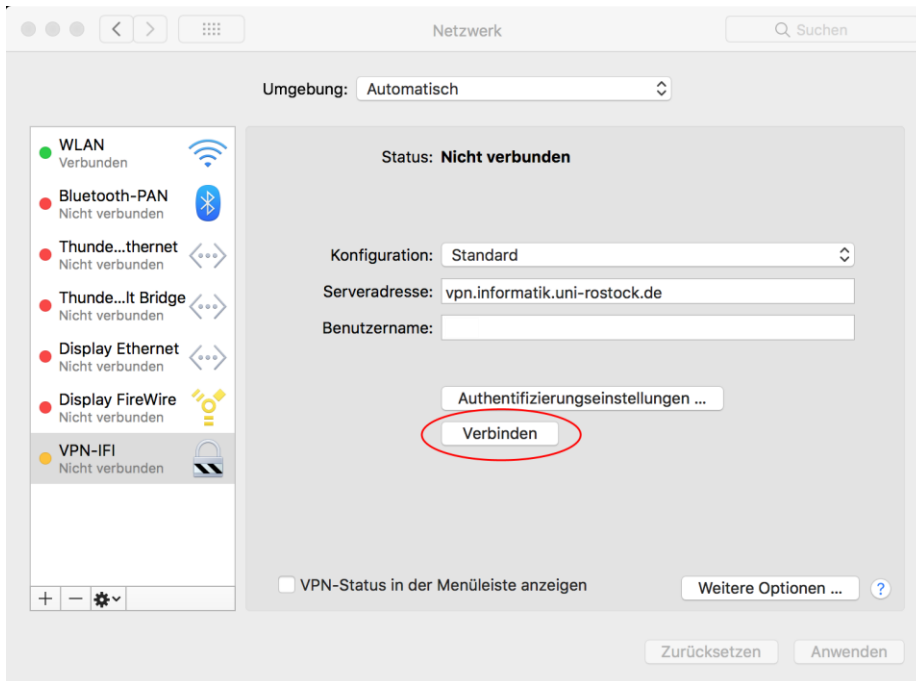 Netzwerk
Suchen
Umgebung: Automatisch
WLAN
Verbunden
Bluetooth-PAN
Nicht verbunden
Thunde...thernet
Nicht verbunden
Thunde...lt Bridge
Nicht verbunden
Display Ethernet
Nicht verbunden
Display FireWire
Nicht verbunden
VPN-IFI
Nicht verbunden
Status: Nicht verbunden
Konfiguration: Standard
Serveradresse: vpn.informatik.uni-rostock.de
Benutzername:
Authentifizierungseinstellungen ...
Verbinden
VPN-Status in der Menüleiste anzeigen
Weitere Optionen ... ?
Zurücksetzen Anwenden